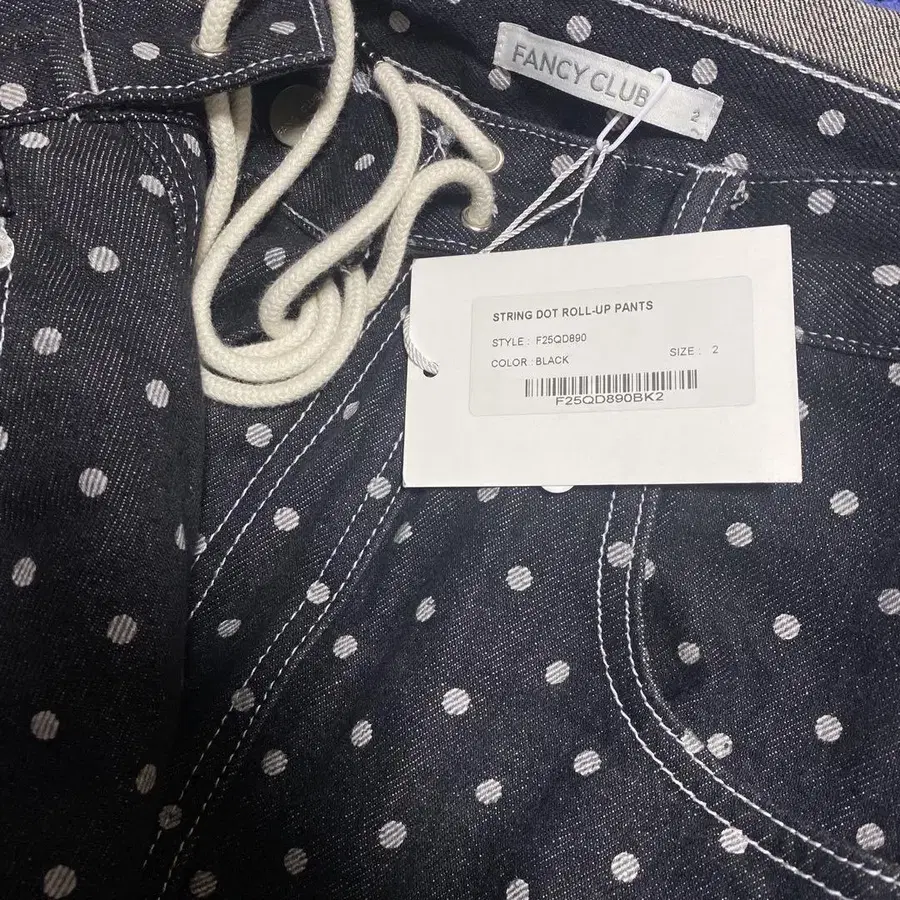 FANCY CLUB
2
STRING DOT ROLL-UP PANTS
STYLE : F25QD890
COLOR : BLACK
SIZE : 2
F25QD890BK2